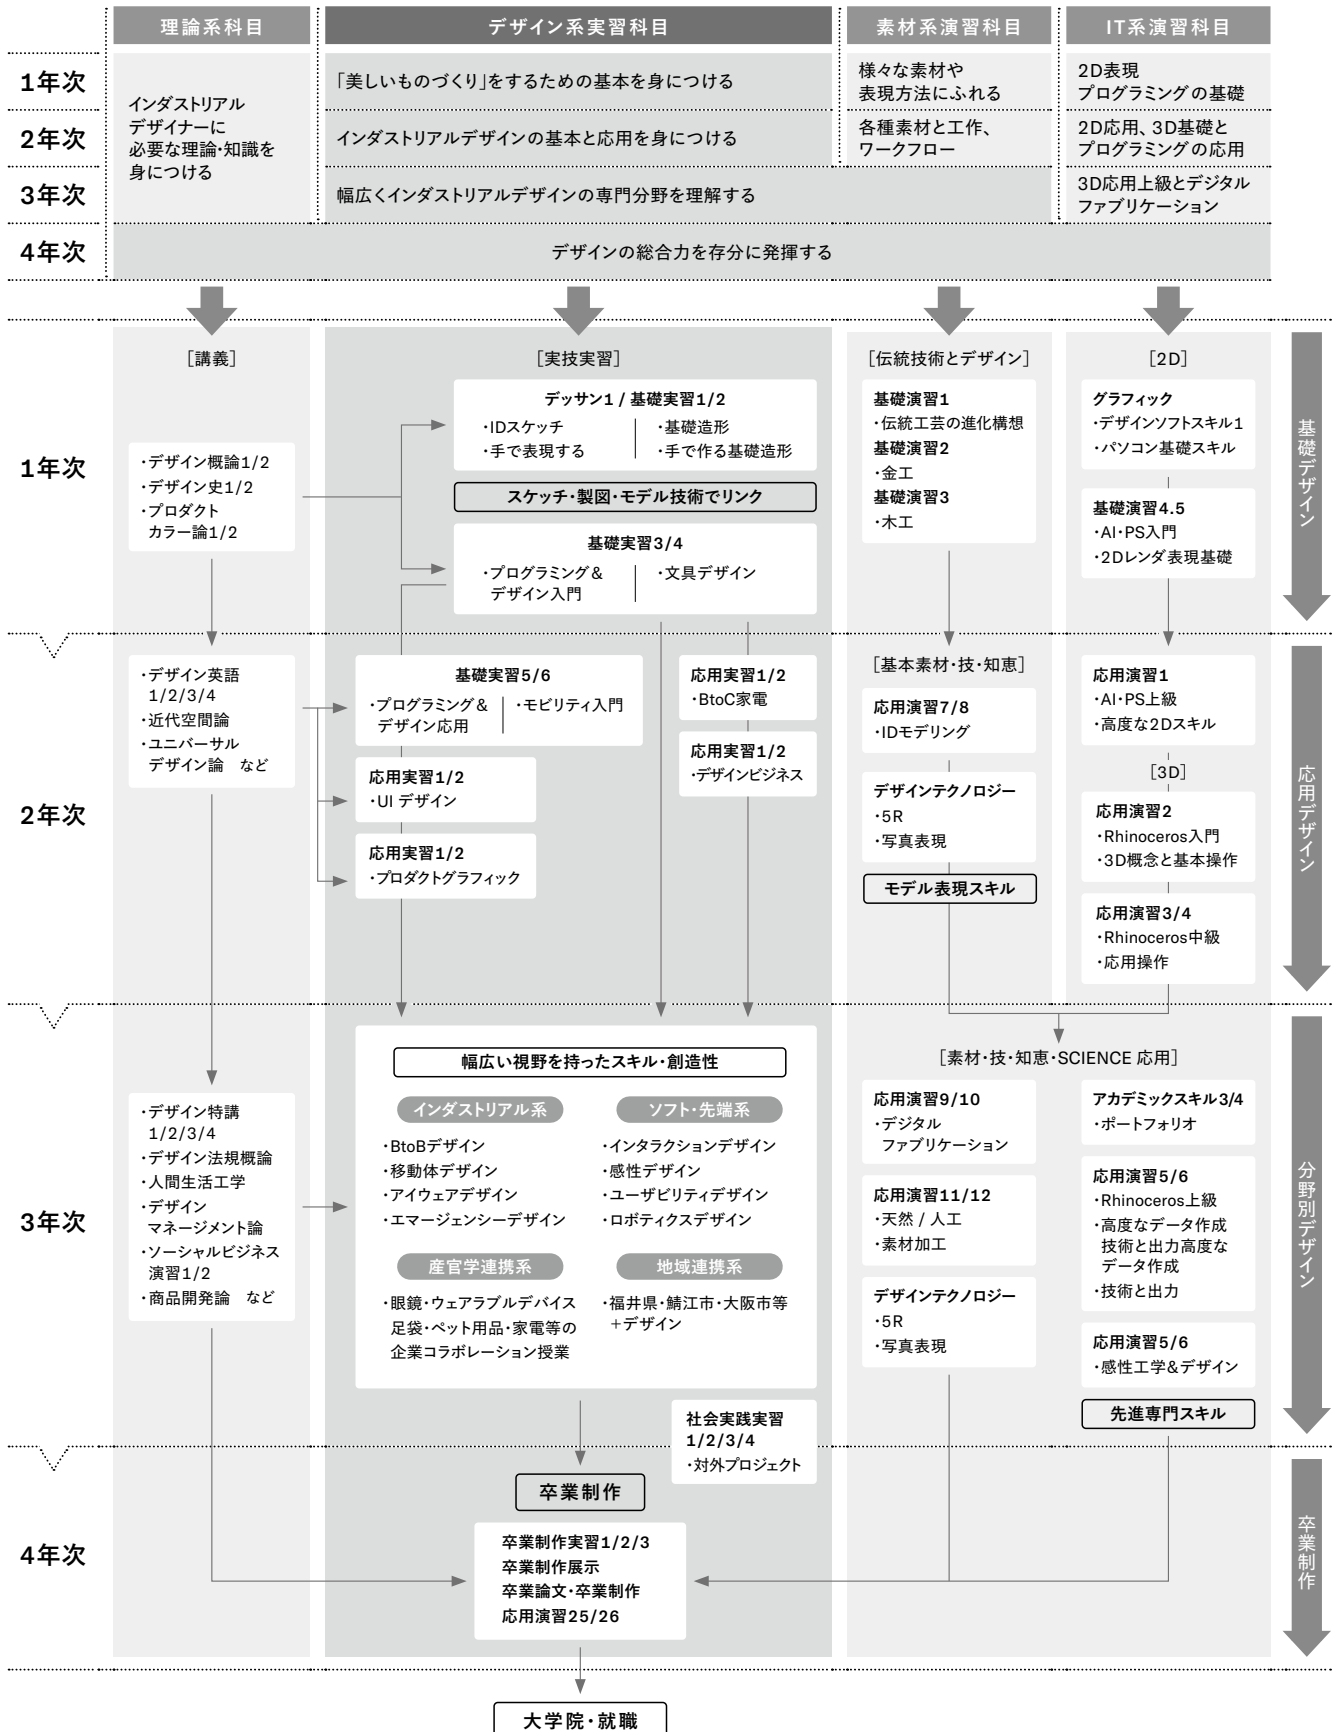 理論系科目
デザイン系実習科目
素材系演習科目
IT系演習科目
1年次
2年次
3年次
4年次
インダストリアル
デザイナーに
必要な理論・知識を
身につける
「美しいものづくり」をするための基本を身につける
インダストリアルデザインの基本と応用を身につける
幅広くインダストリアルデザインの専門分野を理解する
様々な素材や
表現方法にふれる
各種素材と工作、
ワークフロー
2D表現
プログラミングの基礎
2D応用、3D基礎と
プログラミングの応用
3D応用上級とデジタル
ファブリケーション
デザインの総合力を存分に発揮する
1年次
[講義]
・デザイン概論1/2
・デザイン史1/2
・プロダクト
カラー論1/2
[実技実習]
デッサン1 / 基礎実習1/2
・IDスケッチ
・手で表現する
・基礎造形
・手で作る基礎造形
スケッチ・製図・モデル技術でリンク
基礎実習3/4
・プログラミング&
デザイン入門
・文具デザイン
[伝統技術とデザイン]
基礎演習1
・伝統工芸の進化構想
基礎演習2
・金工
基礎演習3
・木工
[2D]
グラフィック
・デザインソフトスキル1
・パソコン基礎スキル
基礎演習4.5
・AI・PS入門
・2Dレンダ表現基礎
基礎デザイン
2年次
・デザイン英語
1/2/3/4
・近代空間論
・ユニバーサル
デザイン論 など
基礎実習5/6
・プログラミング&
デザイン応用
・モビリティ入門
応用実習1/2
・UI デザイン
応用実習1/2
・プロダクトグラフィック
応用実習1/2
・BtoC家電
応用実習1/2
・デザインビジネス
[基本素材・技・知恵]
応用演習7/8
・IDモデリング
デザインテクノロジー
・5R
・写真表現
モデル表現スキル
応用演習1
・AI・PS上級
・高度な2Dスキル
[3D]
応用演習2
・Rhinoceros入門
・3D概念と基本操作
応用演習3/4
・Rhinoceros中級
・応用操作
応用デザイン
3年次
・デザイン特講
1/2/3/4
・デザイン法規概論
・人間生活工学
・デザイン
マネージメント論
・ソーシャルビジネス
演習1/2
・商品開発論 など
幅広い視野を持ったスキル・創造性
インダストリアル系
・BtoBデザイン
・移動体デザイン
・アイウェアデザイン
・エマージェンシーデザイン
ソフト・先端系
・インタラクションデザイン
・感性デザイン
・ユーザビリティデザイン
・ロボティクスデザイン
産官学連携系
・眼鏡・ウェアラブルデバイス
足袋・ペット用品・家電等の
企業コラボレーション授業
地域連携系
・福井県・鯖江市・大阪市等
+デザイン
[素材・技・知恵・SCIENCE 応用]
応用演習9/10
・デジタル
ファブリケーション
応用演習11/12
・天然 / 人工
・素材加工
デザインテクノロジー
・5R
・写真表現
アカデミックスキル3/4
・ポートフォリオ
応用演習5/6
・Rhinoceros上級
・高度なデータ作成
技術と出力高度な
データ作成
・技術と出力
応用演習5/6
・感性工学&デザイン
先進専門スキル
分野別デザイン
社会実践実習
1/2/3/4
・対外プロジェクト
4年次
卒業制作
卒業制作実習1/2/3
卒業制作展示
卒業論文・卒業制作
応用演習25/26
卒業制作
大学院・就職